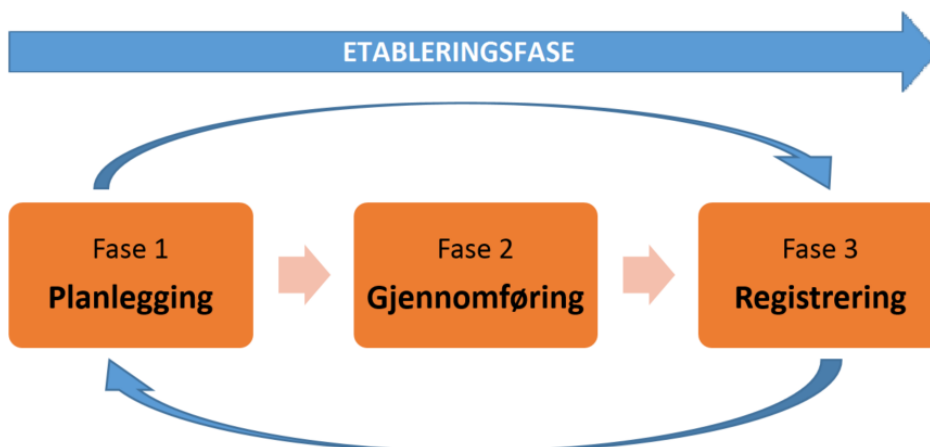 ETABLERINGSFASE
Fase 1
Planlegging
Fase 2
Gjennomføring
Fase 3
Registrering